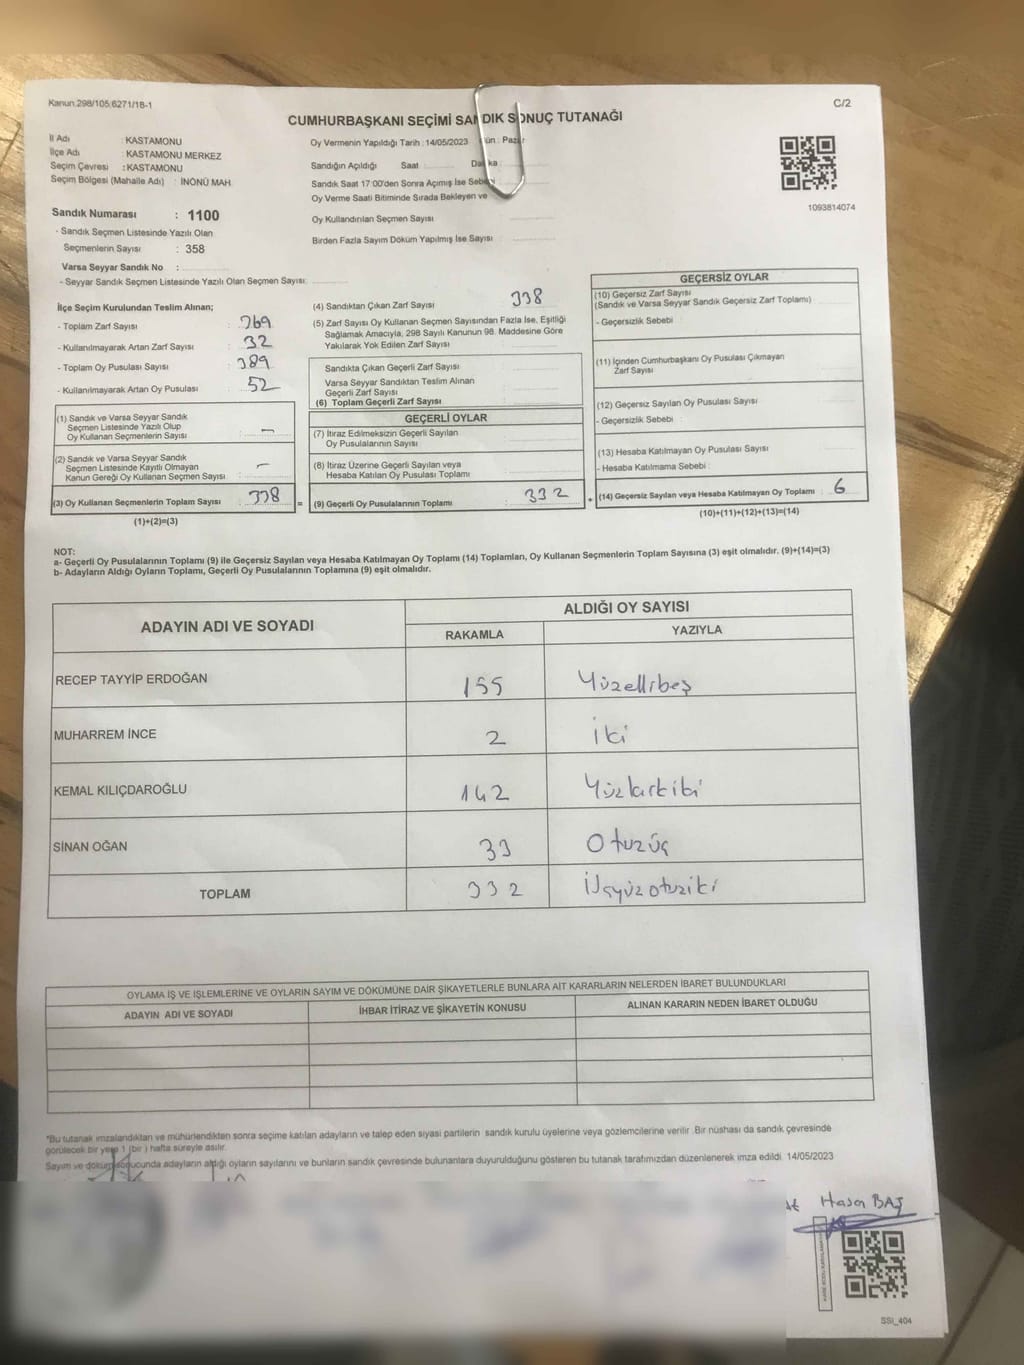 Kanun.298/105;6271/18-1
C/2
CUMHURBAŞKANI SEÇİMİ SANDIK SONUÇ TUTANAĞI
İl Adı : KASTAMONU
İlçe Adı : KASTAMONU MERKEZ
Seçim Çevresi : KASTAMONU
Seçim Bölgesi (Mahalle Adı) : İNÖNÜ MAH.
Sandık Numarası : 1100
- Sandık Seçmen Listesinde Yazılı Olan
Seçmenlerin Sayısı : 358
Varsa Seyyar Sandık No :
- Seyyar Sandık Seçmen Listesinde Yazılı Olan Seçmen Sayısı:
Oy Vermenin Yapıldığı Tarih : 14/05/2023 Gün : Pazar
Sandığın Açıldığı Saat Dakika :
Sandık Saat 17:00'den Sonra Açımış İse Sebebi
Oy Verme Saati Bitiminde Sırada Bekleyen ve
Oy Kullandırılan Seçmen Sayısı
Birden Fazla Sayım Döküm Yapılmış İse Sayısı
1093814074
İlçe Seçim Kurulundan Teslim Alınan;
- Toplam Zarf Sayısı : 369
- Kullanılmayarak Artan Zarf Sayısı : 32
- Toplam Oy Pusulası Sayısı : 389
- Kullanılmayarak Artan Oy Pusulası : 52
(1) Sandık ve Varsa Seyyar Sandık
Seçmen Listesinde Yazılı Olup
Oy Kullanan Seçmenlerin Sayısı : –
(2) Sandık ve Varsa Seyyar Sandık
Seçmen Listesinde Kayıtlı Olmayan
Kanun Gereği Oy Kullanan Seçmen Sayısı : –
(3) Oy Kullanan Seçmenlerin Toplam Sayısı : 338
(1)+(2)=(3)
=
(4) Sandıktan Çıkan Zarf Sayısı 338
(5) Zarf Sayısı Oy Kullanan Seçmen Sayısından Fazla İse, Eşitliği
Sağlamak Amacıyla, 298 Sayılı Kanunun 98. Maddesine Göre
Yakılarak Yok Edilen Zarf Sayısı
Sandıkta Çıkan Geçerli Zarf Sayısı
Varsa Seyyar Sandıktan Teslim Alınan
Geçerli Zarf Sayısı
(6) Toplam Geçerli Zarf Sayısı
GEÇERLİ OYLAR
(7) İtiraz Edilmeksizin Geçerli Sayılan
Oy Pusulalarının Sayısı
(8) İtiraz Üzerine Geçerli Sayılan veya
Hesaba Katılan Oy Pusulası Toplamı
(9) Geçerli Oy Pusulalarının Toplamı : 332
+
GEÇERSİZ OYLAR
(10) Geçersiz Zarf Sayısı
(Sandık ve Varsa Seyyar Sandık Geçersiz Zarf Toplamı)
- Geçersizlik Sebebi :
(11) İçinden Cumhurbaşkanı Oy Pusulası Çıkmayan
Zarf Sayısı
(12) Geçersiz Sayılan Oy Pusulası Sayısı
- Geçersizlik Sebebi :
(13) Hesaba Katılmayan Oy Pusulası Sayısı
- Hesaba Katılmama Sebebi :
(14) Geçersiz Sayılan veya Hesaba Katılmayan Oy Toplamı : 6
(10)+(11)+(12)+(13)=(14)
NOT:
a- Geçerli Oy Pusulalarının Toplamı (9) ile Geçersiz Sayılan veya Hesaba Katılmayan Oy Toplamı (14) Toplamları, Oy Kullanan Seçmenlerin Toplam Sayısına (3) eşit olmalıdır. (9)+(14)=(3)
b- Adayların Aldığı Oyların Toplamı, Geçerli Oy Pusulalarının Toplamına (9) eşit olmalıdır.
ADAYIN ADI VE SOYADI ALDIĞI OY SAYISI
RAKAMLA YAZIYLA
RECEP TAYYİP ERDOĞAN 155 Yüzellibeş
MUHARREM İNCE 2 İki
KEMAL KILIÇDAROĞLU 142 Yüzkırkiki
SİNAN OĞAN 33 Otuzüç
TOPLAM 332 Üçyüzotuziki
OYLAMA İŞ VE İŞLEMLERİNE VE OYLARIN SAYIM VE DÖKÜMÜNE DAİR ŞİKAYETLERLE BUNLARA AİT KARARLARIN NELERDEN İBARET BULUNDUKLARI
ADAYIN ADI VE SOYADI İHBAR İTİRAZ VE ŞİKAYETİN KONUSU ALINAN KARARIN NEDEN İBARET OLDUĞU
*Bu tutanak imzalandıktan ve mühürlendikten sonra seçime katılan adayların ve talep eden siyasi partilerin sandık kurulu üyelerine veya gözlemcilerine verilir .Bir nüshası da sandık çevresinde
görülecek bir yere 1 (bir ) hafta süreyle asılır.
Sayım ve döküm sonucunda adayların aldığı oyların sayılarını ve bunların sandık çevresinde bulunanlara duyurulduğunu gösteren bu tutanak tarafımızdan düzenlenerek imza edildi. 14/05/2023
Hasan BAŞ
SSI_404